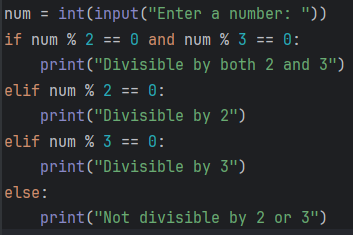 num = int(input("Enter a number: "))
if num % 2 == 0 and num % 3 == 0:
    print("Divisible by both 2 and 3")
elif num % 2 == 0:
    print("Divisible by 2")
elif num % 3 == 0:
    print("Divisible by 3")
else:
    print("Not divisible by 2 or 3")